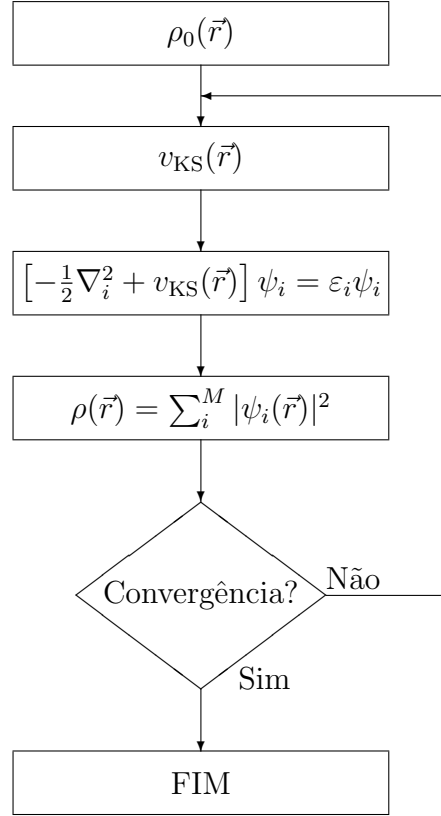 ρ₀(r⃗)
v_KS(r⃗)
[−½∇ᵢ² + v_KS(r⃗)] ψᵢ = εᵢψᵢ
ρ(r⃗) = ∑ᵢᴹ |ψᵢ(r⃗)|²
Convergência?
Não
Sim
FIM